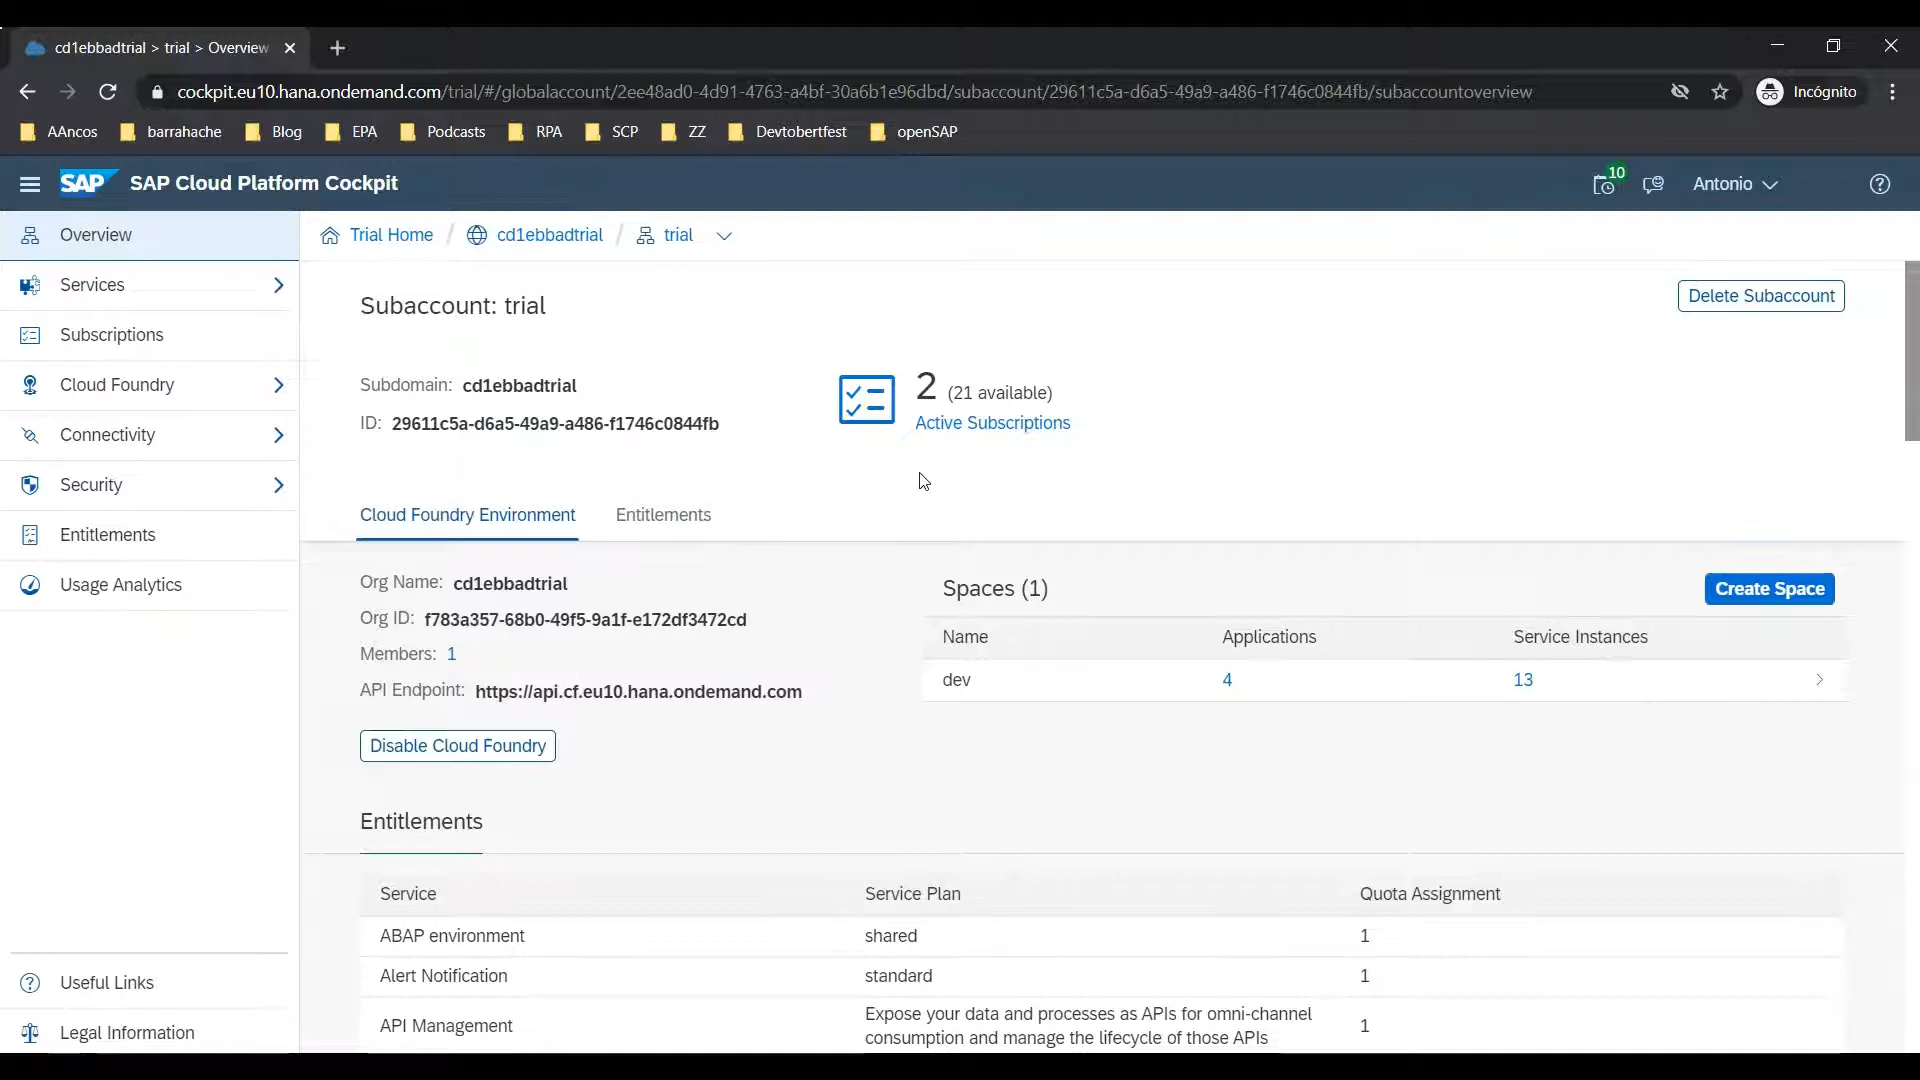 cd1ebbadtrial > trial > Overview
cockpit.eu10.hana.ondemand.com/trial/#/globalaccount/2ee48ad0-4d91-4763-a4bf-30a6b1e96dbd/subaccount/29611c5a-d6a5-49a9-a486-f1746c0844fb/subaccountoverview
Incógnito
AAncos barrahache Blog EPA Podcasts RPA SCP ZZ Devtobertfest openSAP
SAP SAP Cloud Platform Cockpit
10
Antonio
Overview
Services
Subscriptions
Cloud Foundry
Connectivity
Security
Entitlements
Usage Analytics
Useful Links
Legal Information
Trial Home / cd1ebbadtrial / trial
Subaccount: trial
Delete Subaccount
Subdomain: cd1ebbadtrial
ID: 29611c5a-d6a5-49a9-a486-f1746c0844fb
2 (21 available)
Active Subscriptions
Cloud Foundry Environment Entitlements
Org Name: cd1ebbadtrial
Org ID: f783a357-68b0-49f5-9a1f-e172df3472cd
Members: 1
API Endpoint: https://api.cf.eu10.hana.ondemand.com
Disable Cloud Foundry
Spaces (1)
Create Space
Name Applications Service Instances
dev 4 13
Entitlements
Service Service Plan Quota Assignment
ABAP environment shared 1
Alert Notification standard 1
API Management Expose your data and processes as APIs for omni-channel 1
consumption and manage the lifecycle of those APIs